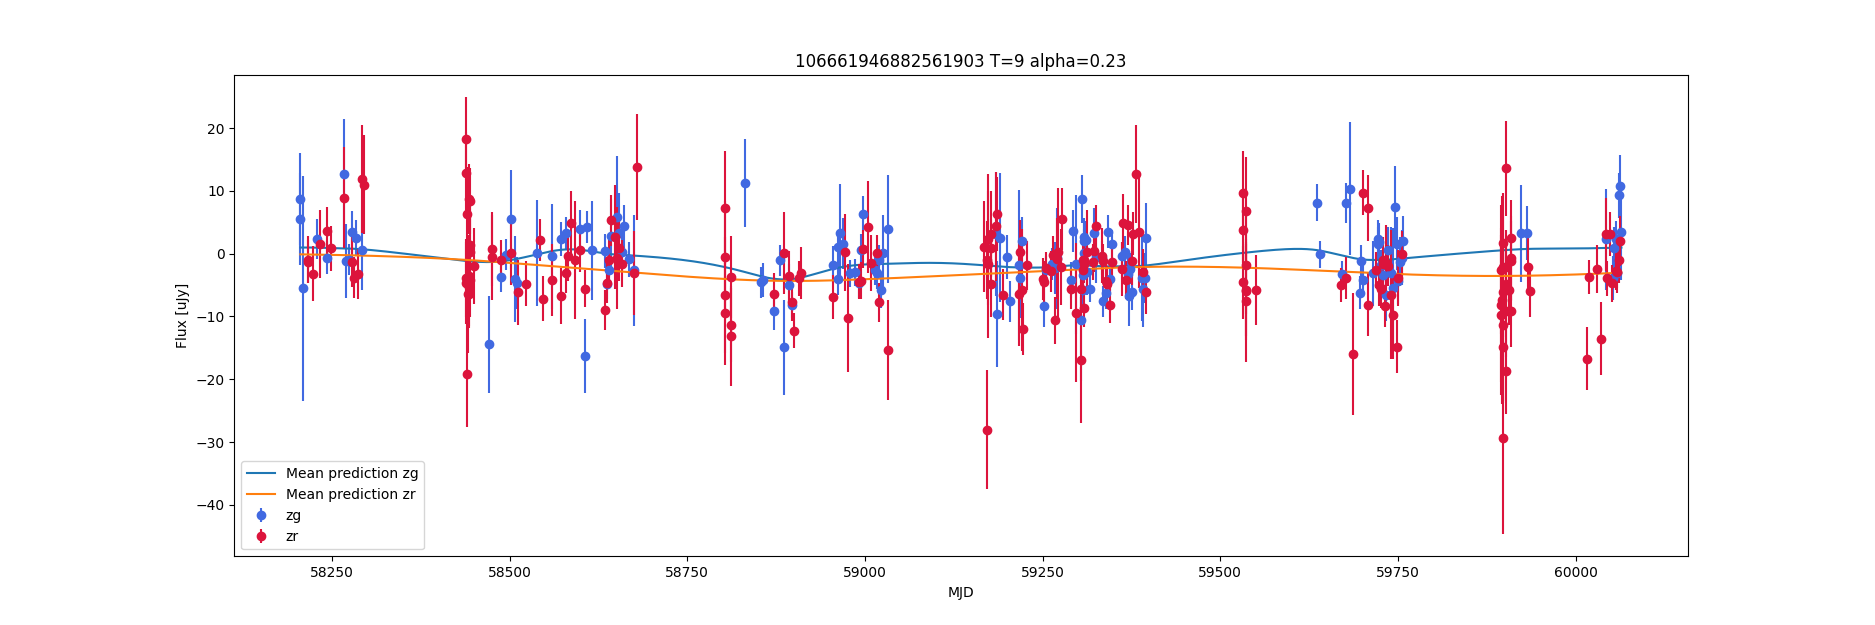 106661946882561903 T=9 alpha=0.23
Flux [uJy]
20
10
0
−10
−20
−30
−40
Mean prediction zg
Mean prediction zr
zg
zr
58250 58500 58750 59000 59250 59500 59750 60000
MJD